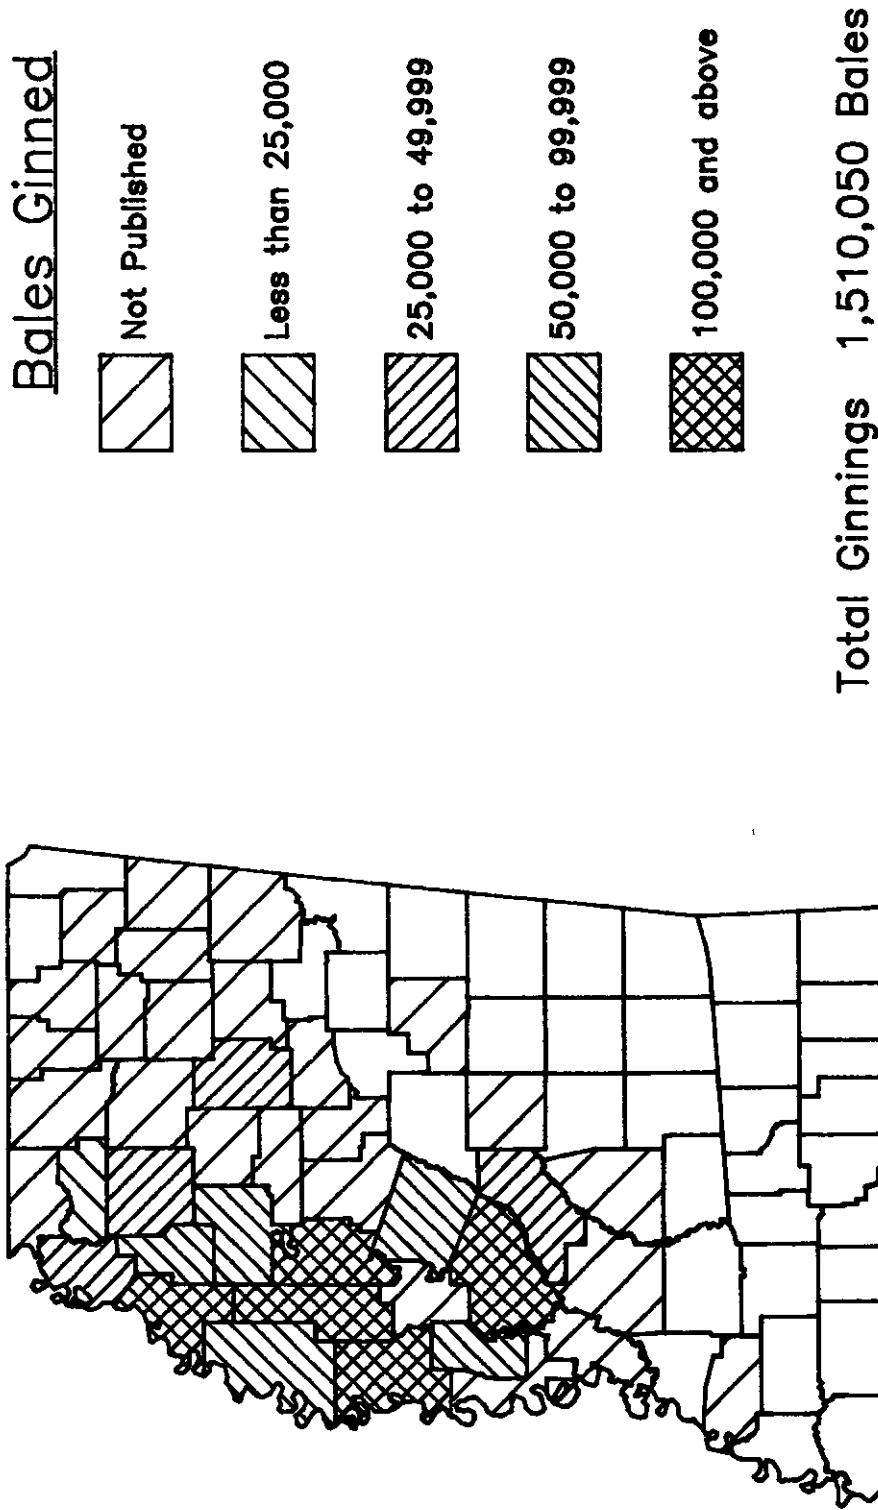 Bales Ginned
Not Published
Less than 25,000
25,000 to 49,999
50,000 to 99,999
100,000 and above
Total Ginnings 1,510,050 Bales